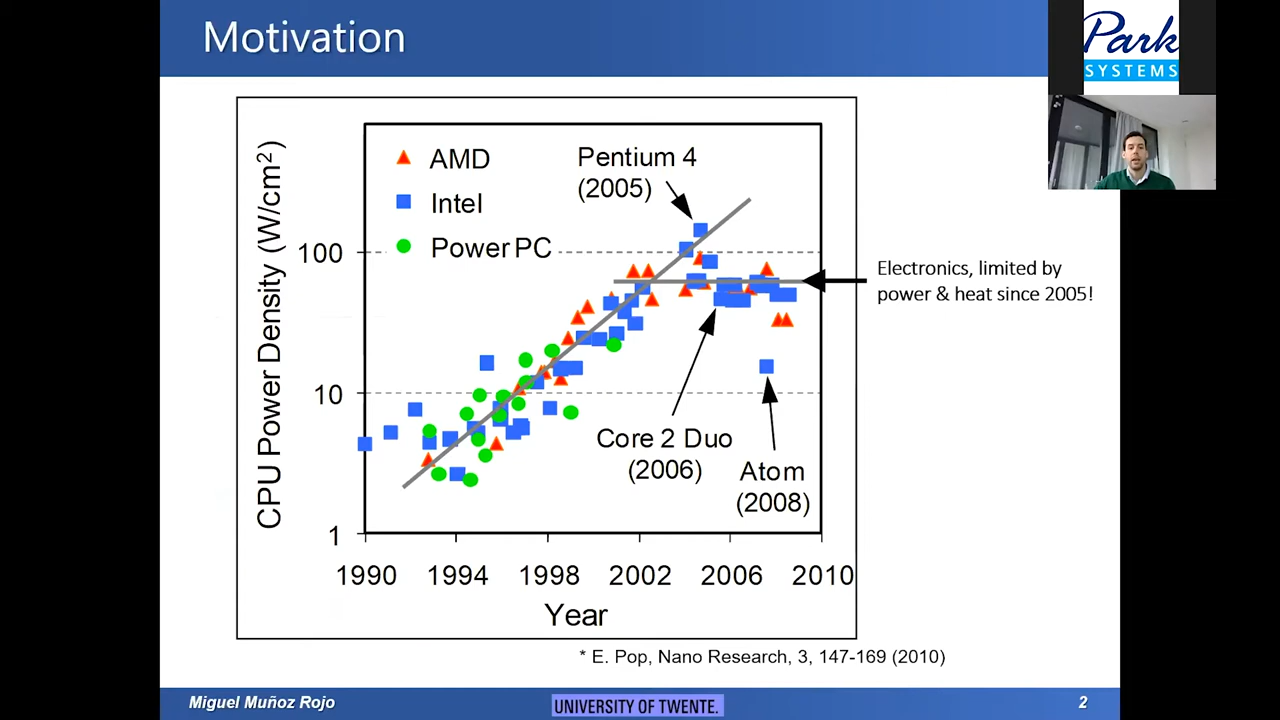 Motivation
Park
SYSTEMS
CPU Power Density (W/cm²)
AMD
Intel
Power PC
Pentium 4
(2005)
Core 2 Duo
(2006)
Atom
(2008)
100
10
1
1990 1994 1998 2002 2006 2010
Year
Electronics, limited by
power & heat since 2005!
* E. Pop, Nano Research, 3, 147-169 (2010)
Miguel Muñoz Rojo
UNIVERSITY OF TWENTE.
2